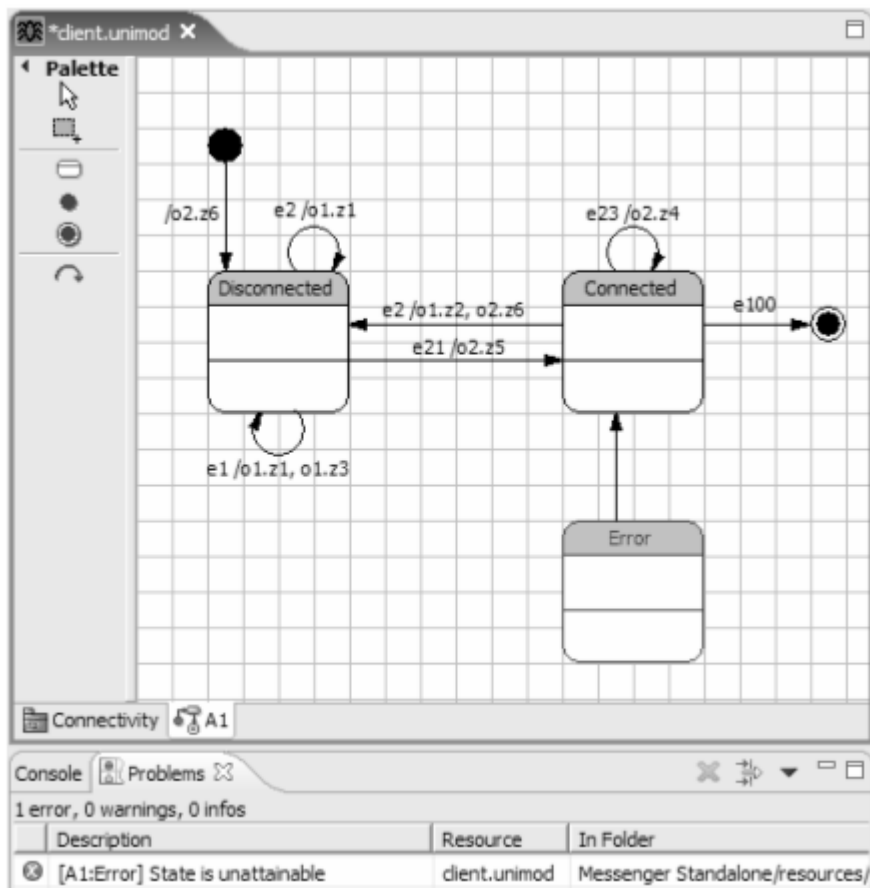 *client.unimod
Palette
/o2.z6
e2 /o1.z1
e23 /o2.z4
Disconnected
Connected
e2 /o1.z2, o2.z6
e100
e21 /o2.z5
e1 /o1.z1, o1.z3
Error
Connectivity A1
Console Problems
1 error, 0 warnings, 0 infos
Description Resource In Folder
[A1:Error] State is unattainable client.unimod Messenger Standalone/resources/